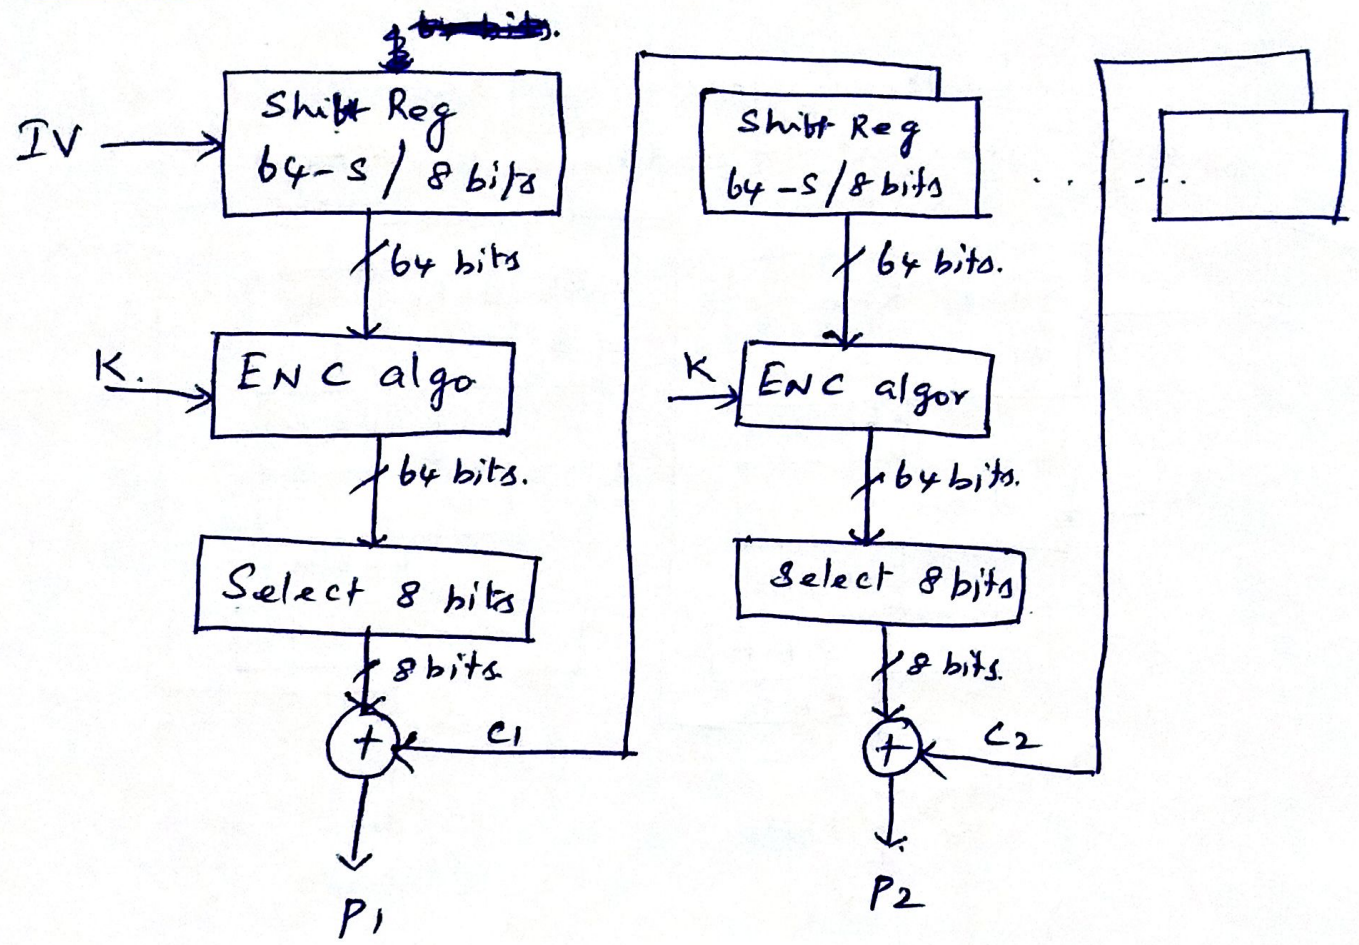 IV
Shift Reg
64-s / 8 bits
64 bits
K.
ENC algo
64 bits.
Select 8 bits
8 bits.
+
C1
P1
Shift Reg
64-s / 8 bits
64 bits.
K
ENC algor
64 bits.
Select 8 bits
8 bits.
+
C2
P2
. . . . . .